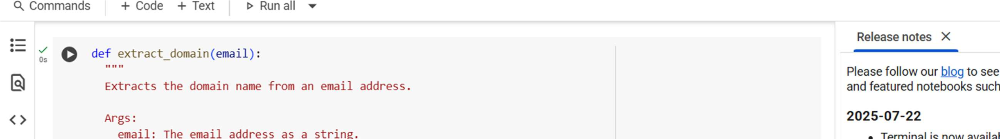 Commands + Code + Text Run all
def extract_domain(email):
0s
"""
Extracts the domain name from an email address.
Args:
email: The email address as a string.
Release notes
Please follow our blog to see
and featured notebooks such
2025-07-22
• Terminal is now availab